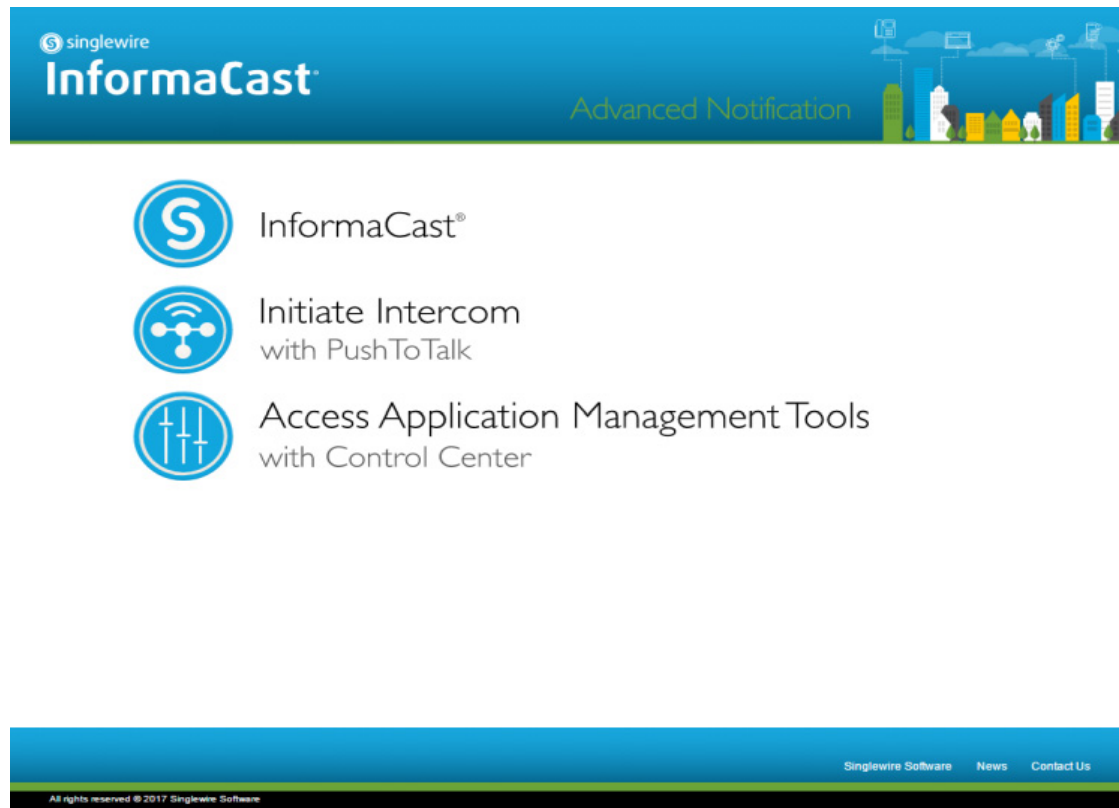 singlewire
InformaCast
Advanced Notification
InformaCast®
Initiate Intercom
with PushToTalk
Access Application Management Tools
with Control Center
Singlewire Software News Contact Us
All rights reserved © 2017 Singlewire Software